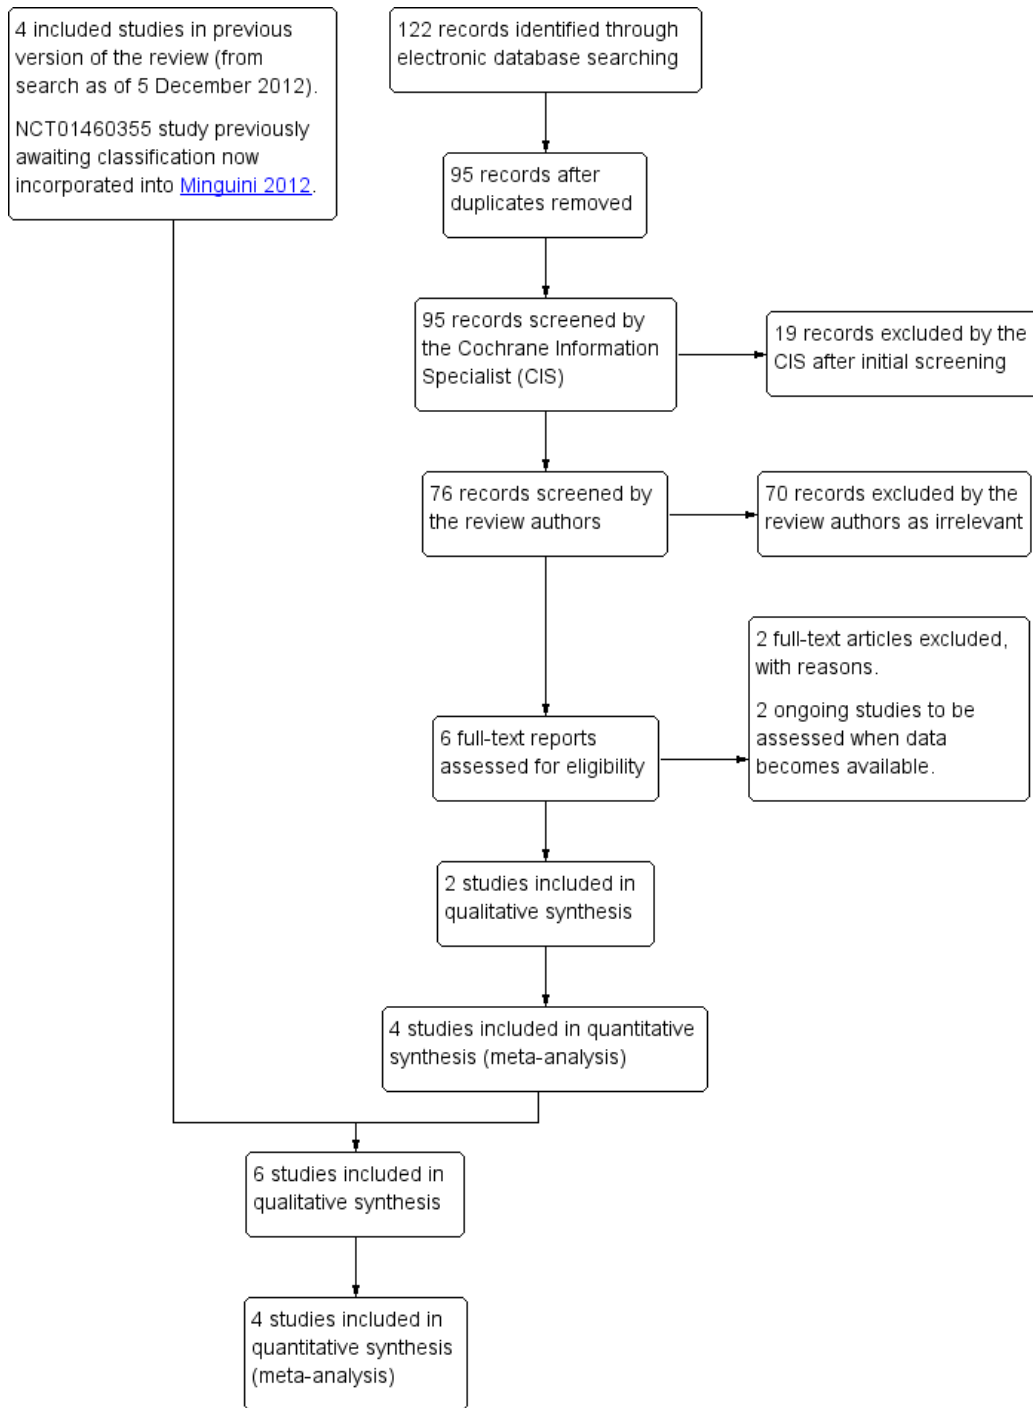 4 included studies in previous
version of the review (from
search as of 5 December 2012).
NCT01460355 study previously
awaiting classification now
incorporated into Minguini 2012.
122 records identified through
electronic database searching
95 records after
duplicates removed
95 records screened by
the Cochrane Information
Specialist (CIS)
19 records excluded by the
CIS after initial screening
76 records screened by
the review authors
70 records excluded by the
review authors as irrelevant
6 full-text reports
assessed for eligibility
2 full-text articles excluded,
with reasons.
2 ongoing studies to be
assessed when data
becomes available.
2 studies included in
qualitative synthesis
4 studies included in quantitative
synthesis (meta-analysis)
6 studies included in
qualitative synthesis
4 studies included in
quantitative synthesis
(meta-analysis)